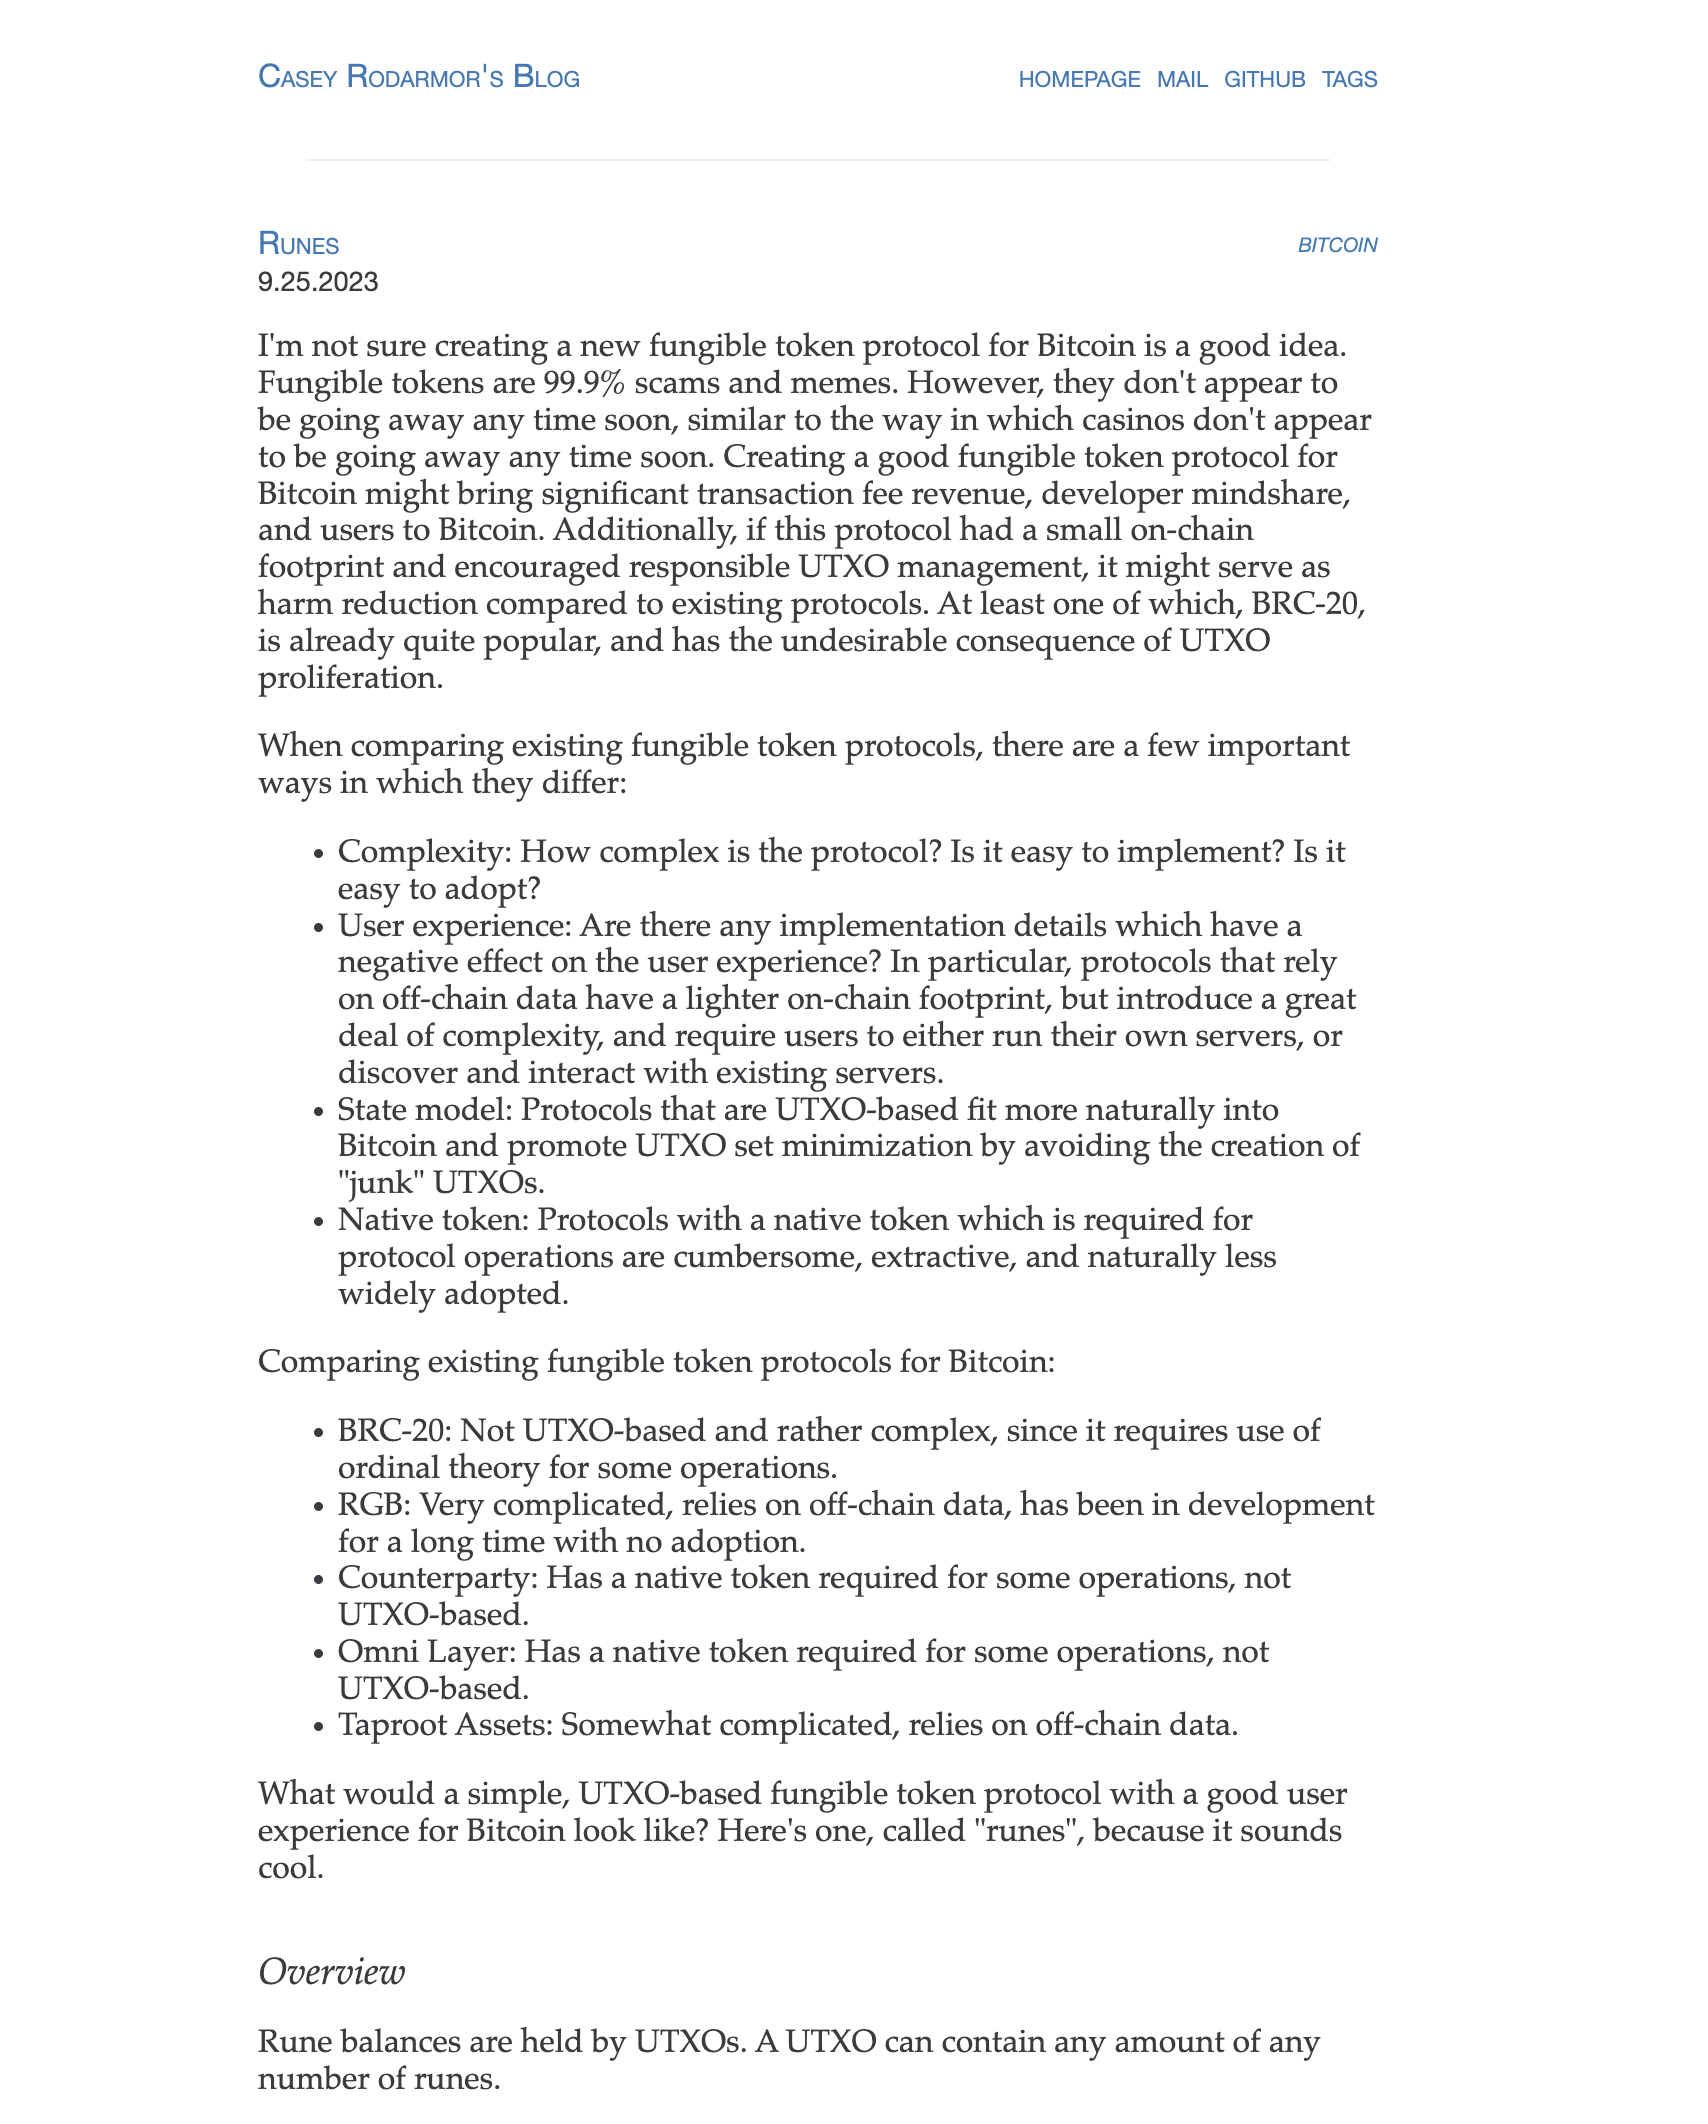 Casey Rodarmor's Blog
HOMEPAGE MAIL GITHUB TAGS
Runes
BITCOIN
9.25.2023
I'm not sure creating a new fungible token protocol for Bitcoin is a good idea.
Fungible tokens are 99.9% scams and memes. However, they don't appear to
be going away any time soon, similar to the way in which casinos don't appear
to be going away any time soon. Creating a good fungible token protocol for
Bitcoin might bring significant transaction fee revenue, developer mindshare,
and users to Bitcoin. Additionally, if this protocol had a small on-chain
footprint and encouraged responsible UTXO management, it might serve as
harm reduction compared to existing protocols. At least one of which, BRC-20,
is already quite popular, and has the undesirable consequence of UTXO
proliferation.
When comparing existing fungible token protocols, there are a few important
ways in which they differ:
• Complexity: How complex is the protocol? Is it easy to implement? Is it
easy to adopt?
• User experience: Are there any implementation details which have a
negative effect on the user experience? In particular, protocols that rely
on off-chain data have a lighter on-chain footprint, but introduce a great
deal of complexity, and require users to either run their own servers, or
discover and interact with existing servers.
• State model: Protocols that are UTXO-based fit more naturally into
Bitcoin and promote UTXO set minimization by avoiding the creation of
"junk" UTXOs.
• Native token: Protocols with a native token which is required for
protocol operations are cumbersome, extractive, and naturally less
widely adopted.
Comparing existing fungible token protocols for Bitcoin:
• BRC-20: Not UTXO-based and rather complex, since it requires use of
ordinal theory for some operations.
• RGB: Very complicated, relies on off-chain data, has been in development
for a long time with no adoption.
• Counterparty: Has a native token required for some operations, not
UTXO-based.
• Omni Layer: Has a native token required for some operations, not
UTXO-based.
• Taproot Assets: Somewhat complicated, relies on off-chain data.
What would a simple, UTXO-based fungible token protocol with a good user
experience for Bitcoin look like? Here's one, called "runes", because it sounds
cool.
Overview
Rune balances are held by UTXOs. A UTXO can contain any amount of any
number of runes.